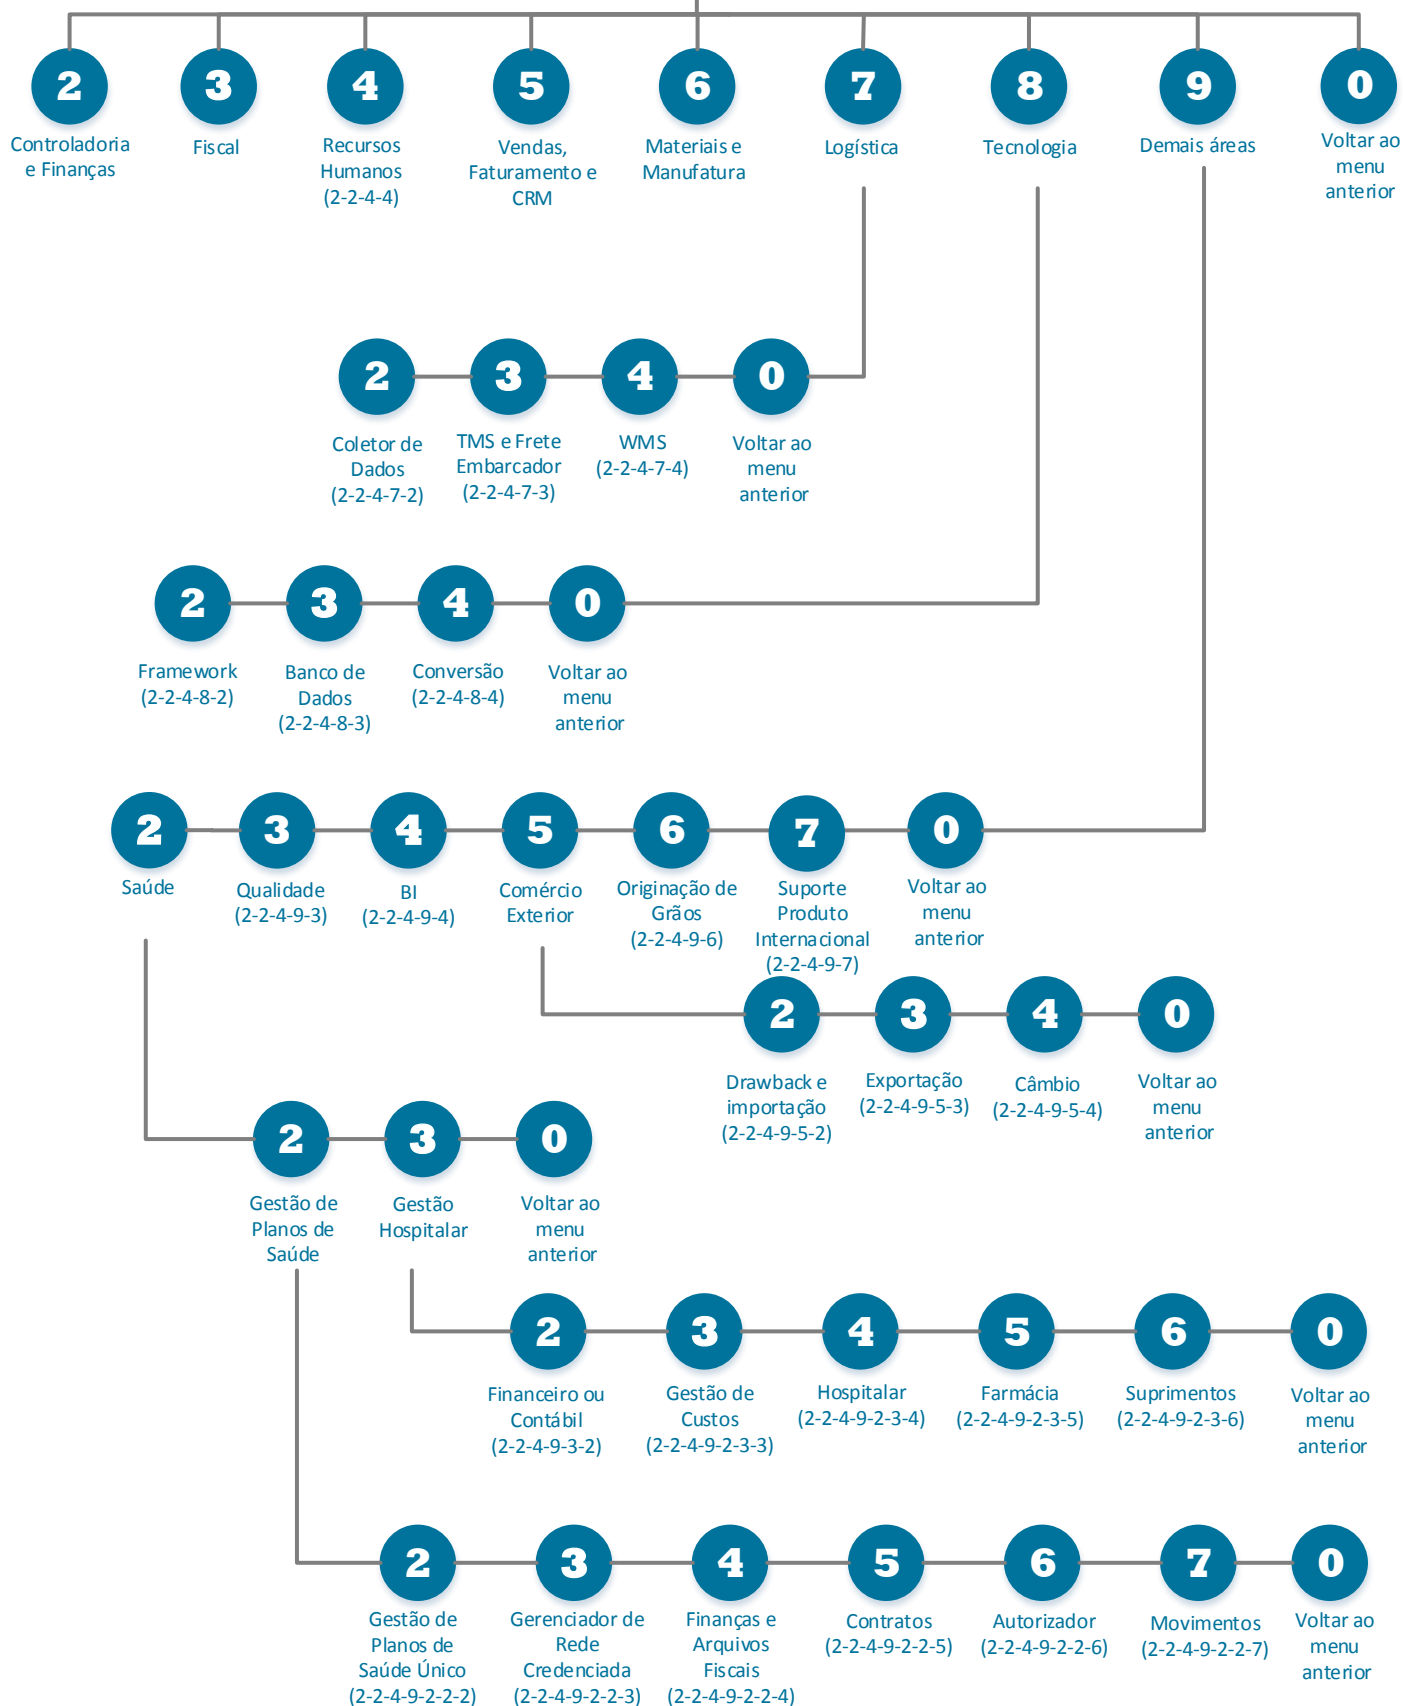 2 3 4 5 6 7 8 9 0
Controladoria
e Finanças
Fiscal
Recursos
Humanos
(2-2-4-4)
Vendas,
Faturamento e
CRM
Materiais e
Manufatura
Logística
Tecnologia
Demais áreas
Voltar ao
menu
anterior
2 3 4 0
Coletor de
Dados
(2-2-4-7-2)
TMS e Frete
Embarcador
(2-2-4-7-3)
WMS
(2-2-4-7-4)
Voltar ao
menu
anterior
2 3 4 0
Framework
(2-2-4-8-2)
Banco de
Dados
(2-2-4-8-3)
Conversão
(2-2-4-8-4)
Voltar ao
menu
anterior
2 3 4 5 6 7 0
Saúde
Qualidade
(2-2-4-9-3)
BI
(2-2-4-9-4)
Comércio
Exterior
Originação de
Grãos
(2-2-4-9-6)
Suporte
Produto
Internacional
(2-2-4-9-7)
Voltar ao
menu
anterior
2 3 4 0
Drawback e
importação
(2-2-4-9-5-2)
Exportação
(2-2-4-9-5-3)
Câmbio
(2-2-4-9-5-4)
Voltar ao
menu
anterior
2 3 0
Gestão de
Planos de
Saúde
Gestão
Hospitalar
Voltar ao
menu
anterior
2 3 4 5 6 0
Financeiro ou
Contábil
(2-2-4-9-3-2)
Gestão de
Custos
(2-2-4-9-2-3-3)
Hospitalar
(2-2-4-9-2-3-4)
Farmácia
(2-2-4-9-2-3-5)
Suprimentos
(2-2-4-9-2-3-6)
Voltar ao
menu
anterior
2 3 4 5 6 7 0
Gestão de
Planos de
Saúde Único
(2-2-4-9-2-2-2)
Gerenciador de
Rede
Credenciada
(2-2-4-9-2-2-3)
Finanças e
Arquivos
Fiscais
(2-2-4-9-2-2-4)
Contratos
(2-2-4-9-2-2-5)
Autorizador
(2-2-4-9-2-2-6)
Movimentos
(2-2-4-9-2-2-7)
Voltar ao
menu
anterior